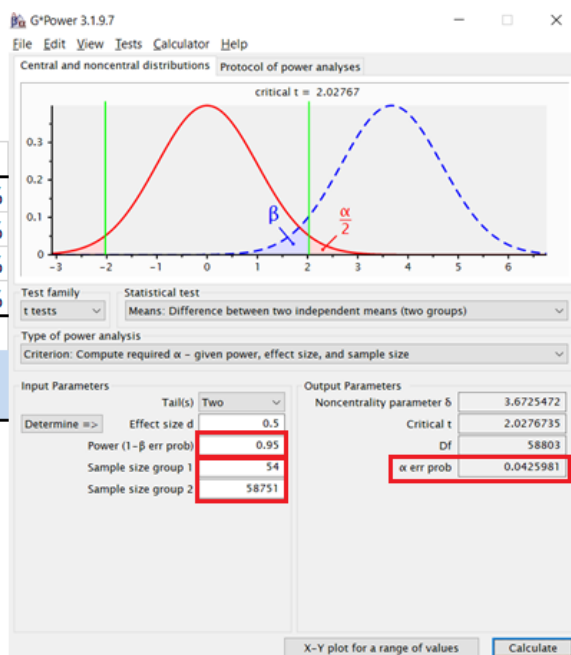 G*Power 3.1.9.7
File Edit View Tests Calculator Help
Central and noncentral distributions Protocol of power analyses
critical t = 2.02767
0.3
0.2
0.1
0
β
α
2
-3 -2 -1 0 1 2 3 4 5 6
Test family Statistical test
t tests Means: Difference between two independent means (two groups)
Type of power analysis
Criterion: Compute required α – given power, effect size, and sample size
Input Parameters Output Parameters
Tail(s) Two Noncentrality parameter δ 3.6725472
Determine => Effect size d 0.5 Critical t 2.0276735
Power (1-β err prob) 0.95 Df 58803
Sample size group 1 54 α err prob 0.0425981
Sample size group 2 58751
X-Y plot for a range of values Calculate